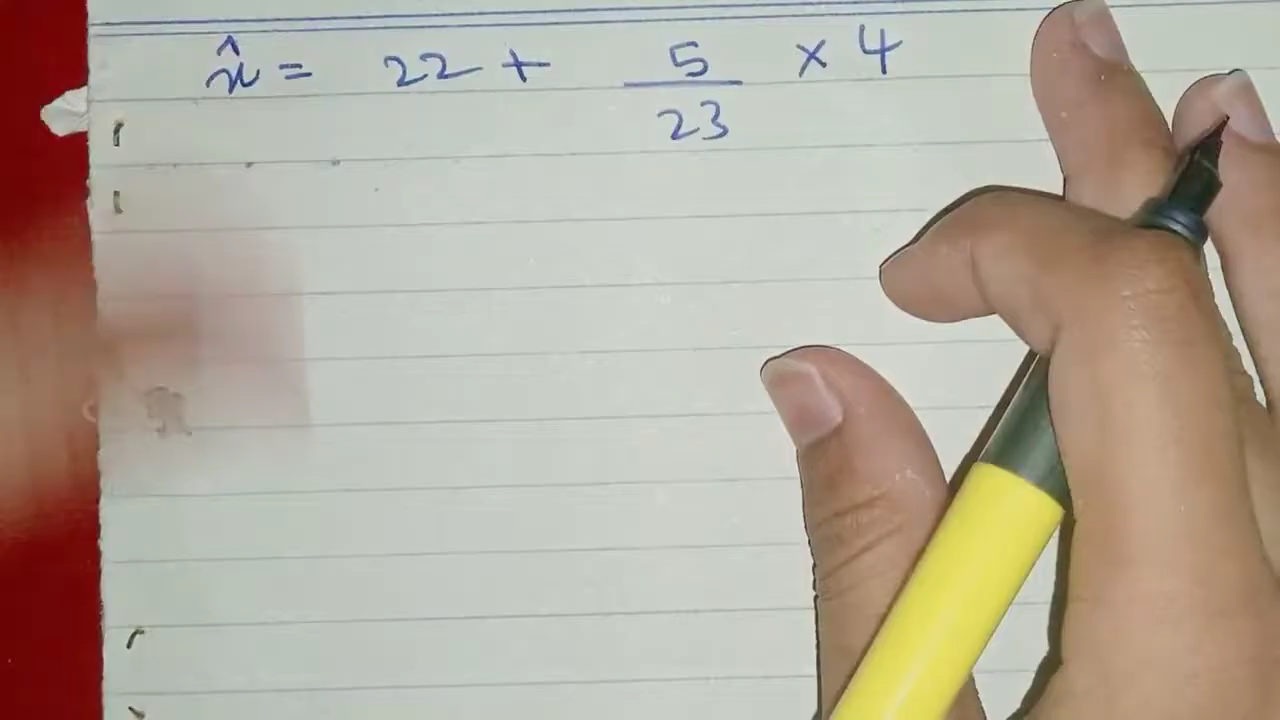 x̂ = 22 + 5/23 × 4